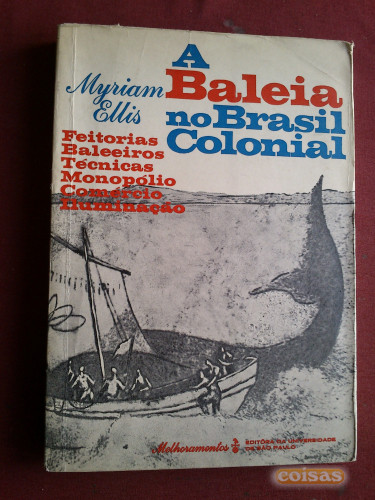 A
Baleia
no Brasil
Colonial
Myriam
Ellis
Feitorias
Baleeiros
Técnicas
Monopólio
Comércio
Iluminação
Melhoramentos
EDITÔRA DA UNIVERSIDADE
DE SÃO PAULO
coisas